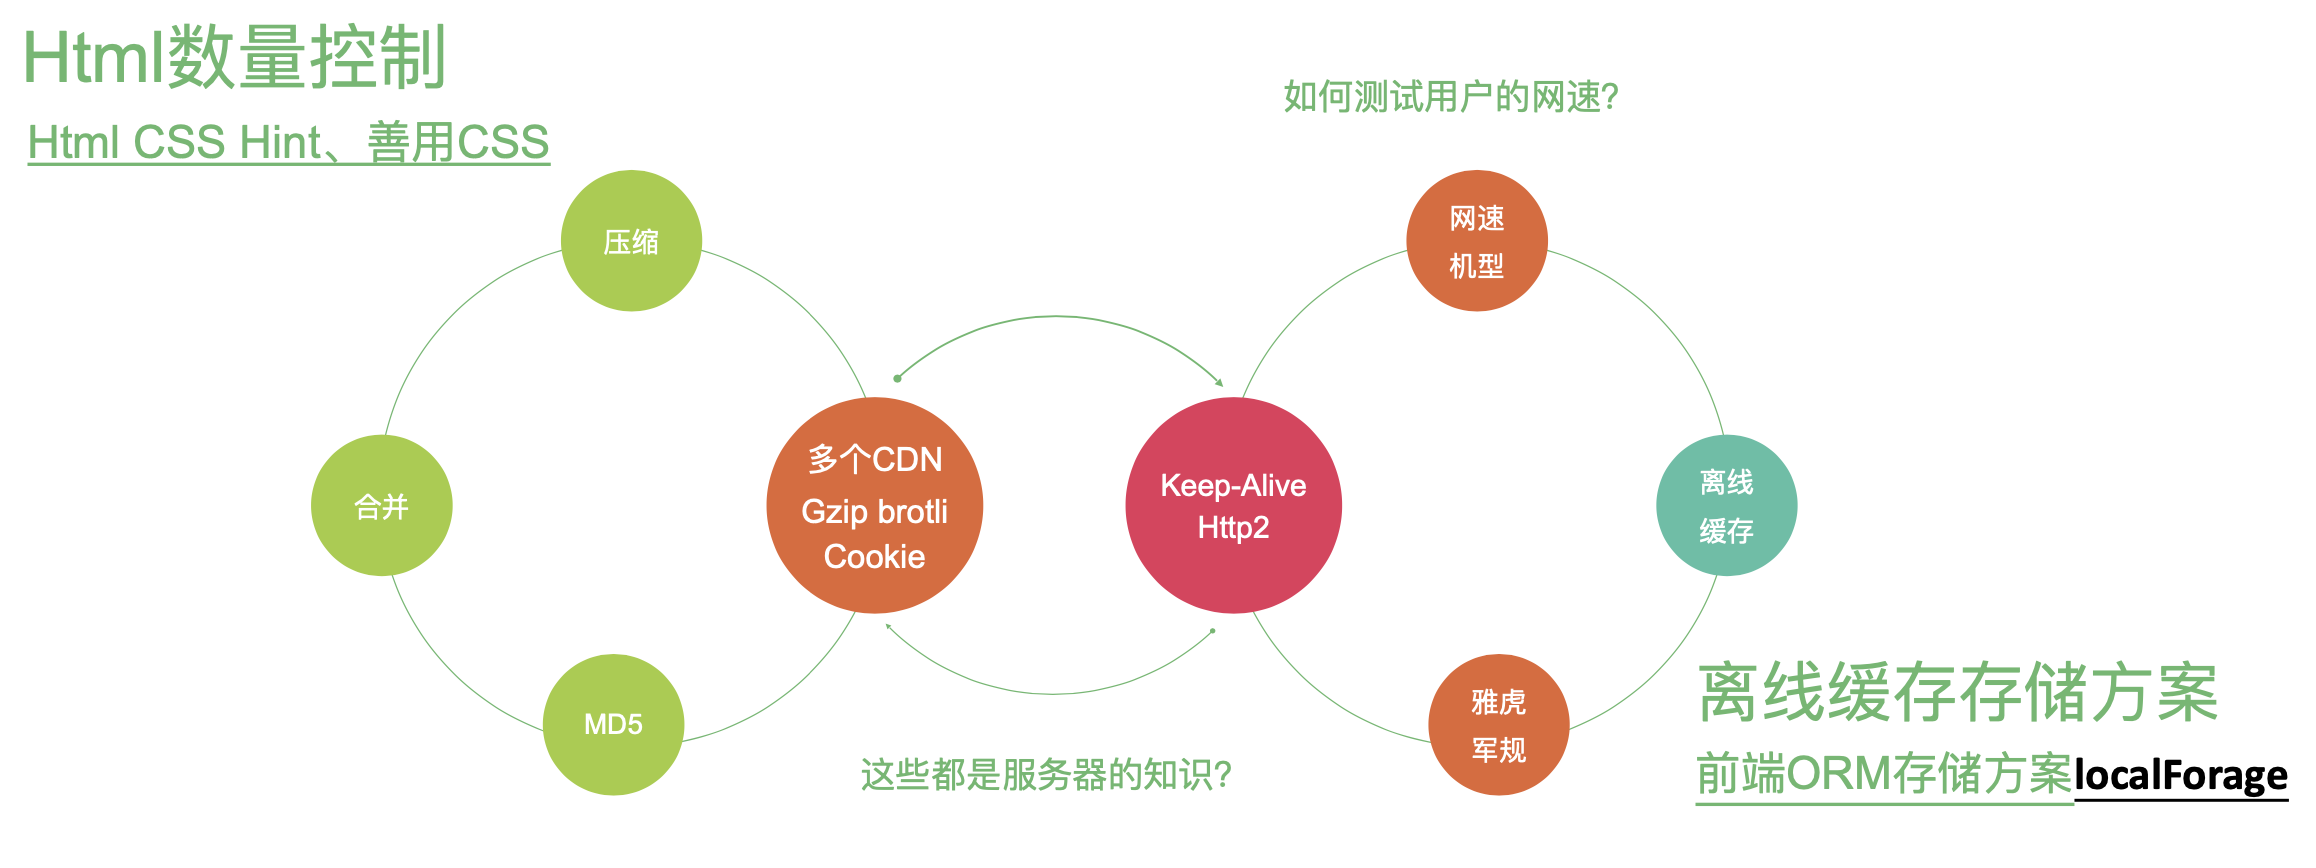 Html数量控制
Html CSS Hint、善用CSS
如何测试用户的网速?
压缩
合并
MD5
多个CDN
Gzip brotli
Cookie
Keep-Alive
Http2
网速
机型
离线
缓存
雅虎
军规
这些都是服务器的知识?
离线缓存存储方案
前端ORM存储方案localForage